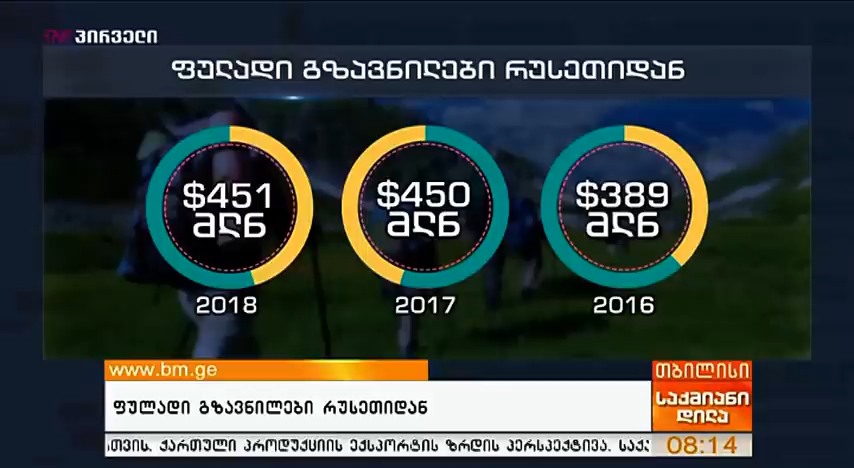 პირველი
ფულადი გზავნილები რუსეთიდან
$451
მლნ
$450
მლნ
$389
მლნ
2018
2017
2016
www.bm.ge
თბილისი
ფულადი გზავნილები რუსეთიდან
საქმიანი
დილა
ᲗᲕᲘᲡ. ქართული პროდუქციის ექსპორტის ზრდის პერსპექტივა.
08:14